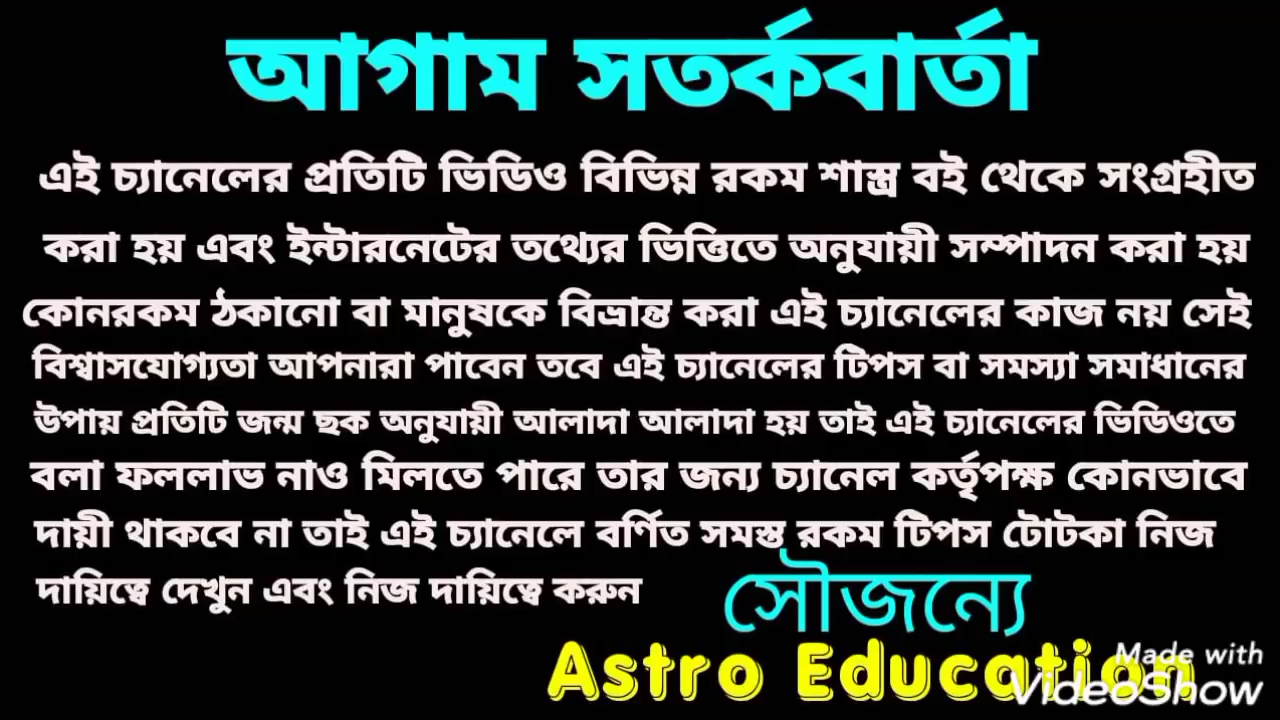 আগাম সতর্কবার্তা
এই চ্যানেলের প্রতিটি ভিডিও বিভিন্ন রকম শাস্ত্র বই থেকে সংগ্রহীত
করা হয় এবং ইন্টারনেটের তথ্যের ভিত্তিতে অনুযায়ী সম্পাদন করা হয়
কোনরকম ঠকানো বা মানুষকে বিভ্রান্ত করা এই চ্যানেলের কাজ নয় সেই
বিশ্বাসযোগ্যতা আপনারা পাবেন তবে এই চ্যানেলের টিপস বা সমস্যা সমাধানের
উপায় প্রতিটি জন্ম ছক অনুযায়ী আলাদা আলাদা হয় তাই এই চ্যানেলের ভিডিওতে
বলা ফললাভ নাও মিলতে পারে তার জন্য চ্যানেল কর্তৃপক্ষ কোনভাবে
দায়ী থাকবে না তাই এই চ্যানেলে বর্ণিত সমস্ত রকম টিপস টোটকা নিজ
দায়িত্বে দেখুন এবং নিজ দায়িত্বে করুন
সৌজন্যে
Astro Education
Made with
VideoShow